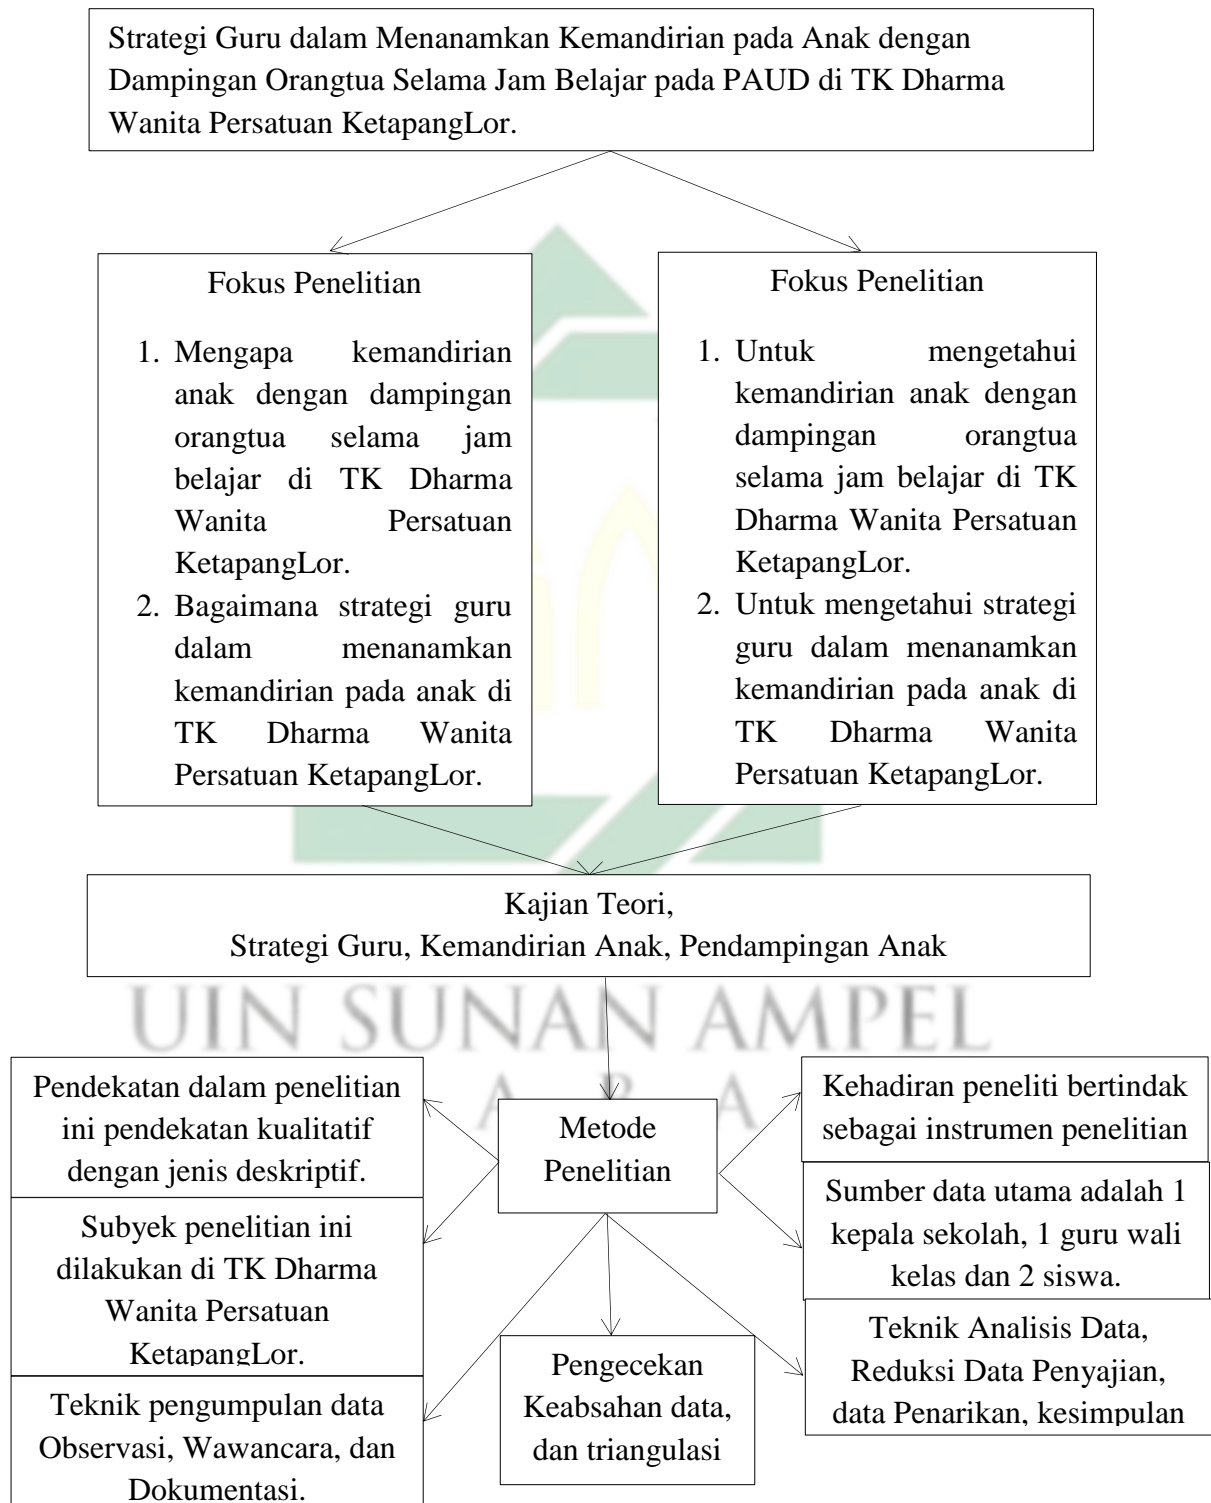 Strategi Guru dalam Menanamkan Kemandirian pada Anak dengan
Dampingan Orangtua Selama Jam Belajar pada PAUD di TK Dharma
Wanita Persatuan KetapangLor.
Fokus Penelitian
1. Mengapa kemandirian
anak dengan dampingan
orangtua selama jam
belajar di TK Dharma
Wanita Persatuan
KetapangLor.
2. Bagaimana strategi guru
dalam menanamkan
kemandirian pada anak di
TK Dharma Wanita
Persatuan KetapangLor.
Fokus Penelitian
1. Untuk mengetahui
kemandirian anak dengan
dampingan orangtua
selama jam belajar di TK
Dharma Wanita Persatuan
KetapangLor.
2. Untuk mengetahui strategi
guru dalam menanamkan
kemandirian pada anak di
TK Dharma Wanita
Persatuan KetapangLor.
Kajian Teori,
Strategi Guru, Kemandirian Anak, Pendampingan Anak
UIN SUNAN AMPEL
Pendekatan dalam penelitian
ini pendekatan kualitatif
dengan jenis deskriptif.
Subyek penelitian ini
dilakukan di TK Dharma
Wanita Persatuan
KetapangLor.
Teknik pengumpulan data
Observasi, Wawancara, dan
Dokumentasi.
A B A
Metode
Penelitian
Pengecekan
Keabsahan data,
dan triangulasi
Kehadiran peneliti bertindak
sebagai instrumen penelitian
Sumber data utama adalah 1
kepala sekolah, 1 guru wali
kelas dan 2 siswa.
Teknik Analisis Data,
Reduksi Data Penyajian,
data Penarikan, kesimpulan